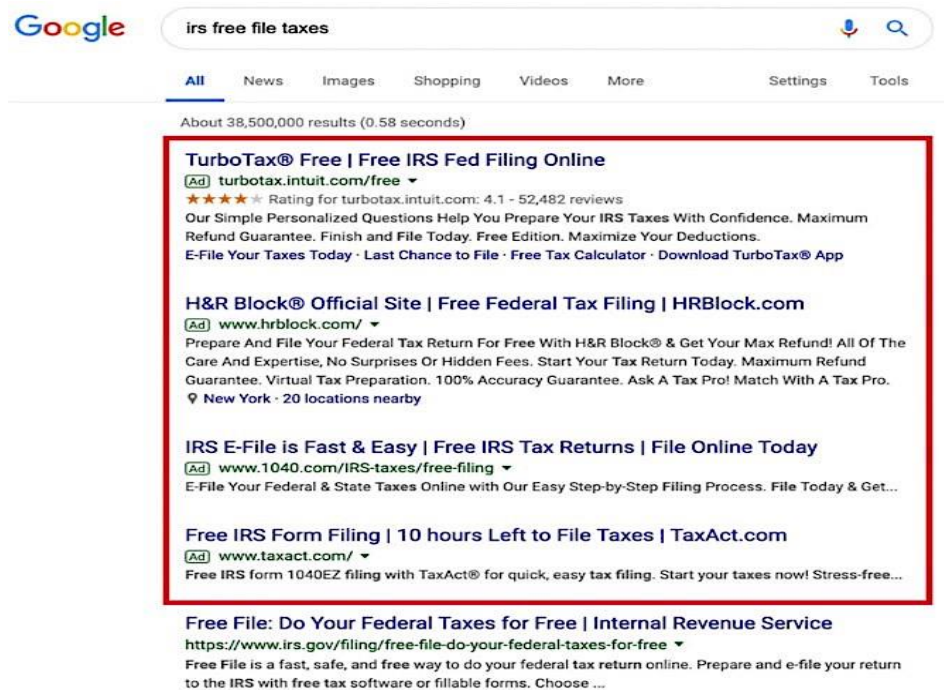 Google
irs free file taxes
All News Images Shopping Videos More Settings Tools
About 38,500,000 results (0.58 seconds)
TurboTax® Free | Free IRS Fed Filing Online
Ad turbotax.intuit.com/free
Rating for turbotax.intuit.com: 4.1 - 52,482 reviews
Our Simple Personalized Questions Help You Prepare Your IRS Taxes With Confidence. Maximum
Refund Guarantee. Finish and File Today. Free Edition. Maximize Your Deductions.
E-File Your Taxes Today · Last Chance to File · Free Tax Calculator · Download TurboTax® App
H&R Block® Official Site | Free Federal Tax Filing | HRBlock.com
Ad www.hrblock.com/
Prepare And File Your Federal Tax Return For Free With H&R Block® & Get Your Max Refund! All Of The
Care And Expertise, No Surprises Or Hidden Fees. Start Your Tax Return Today. Maximum Refund
Guarantee. Virtual Tax Preparation. 100% Accuracy Guarantee. Ask A Tax Pro! Match With A Tax Pro.
New York · 20 locations nearby
IRS E-File is Fast & Easy | Free IRS Tax Returns | File Online Today
Ad www.1040.com/IRS-taxes/free-filing
E-File Your Federal & State Taxes Online with Our Easy Step-by-Step Filing Process. File Today & Get...
Free IRS Form Filing | 10 hours Left to File Taxes | TaxAct.com
Ad www.taxact.com/
Free IRS form 1040EZ filing with TaxAct® for quick, easy tax filing. Start your taxes now! Stress-free...
Free File: Do Your Federal Taxes for Free | Internal Revenue Service
https://www.irs.gov/filing/free-file-do-your-federal-taxes-for-free
Free File is a fast, safe, and free way to do your federal tax return online. Prepare and e-file your return
to the IRS with free tax software or fillable forms. Choose ...